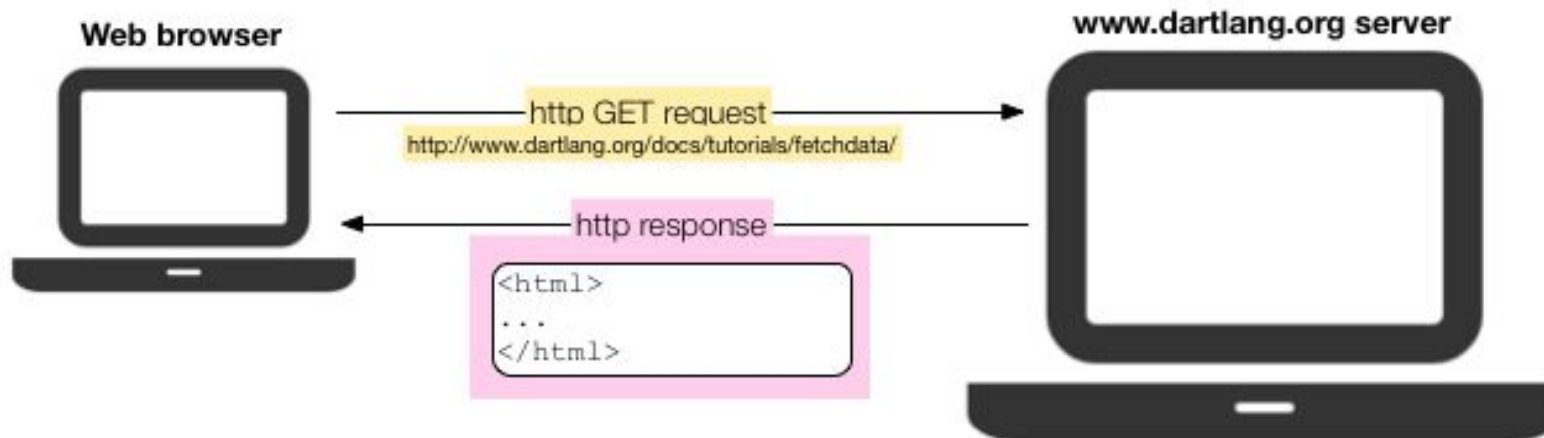 Web browser
www.dartlang.org server
http GET request
http://www.dartlang.org/docs/tutorials/fetchdata/
http response
<html>
...
</html>